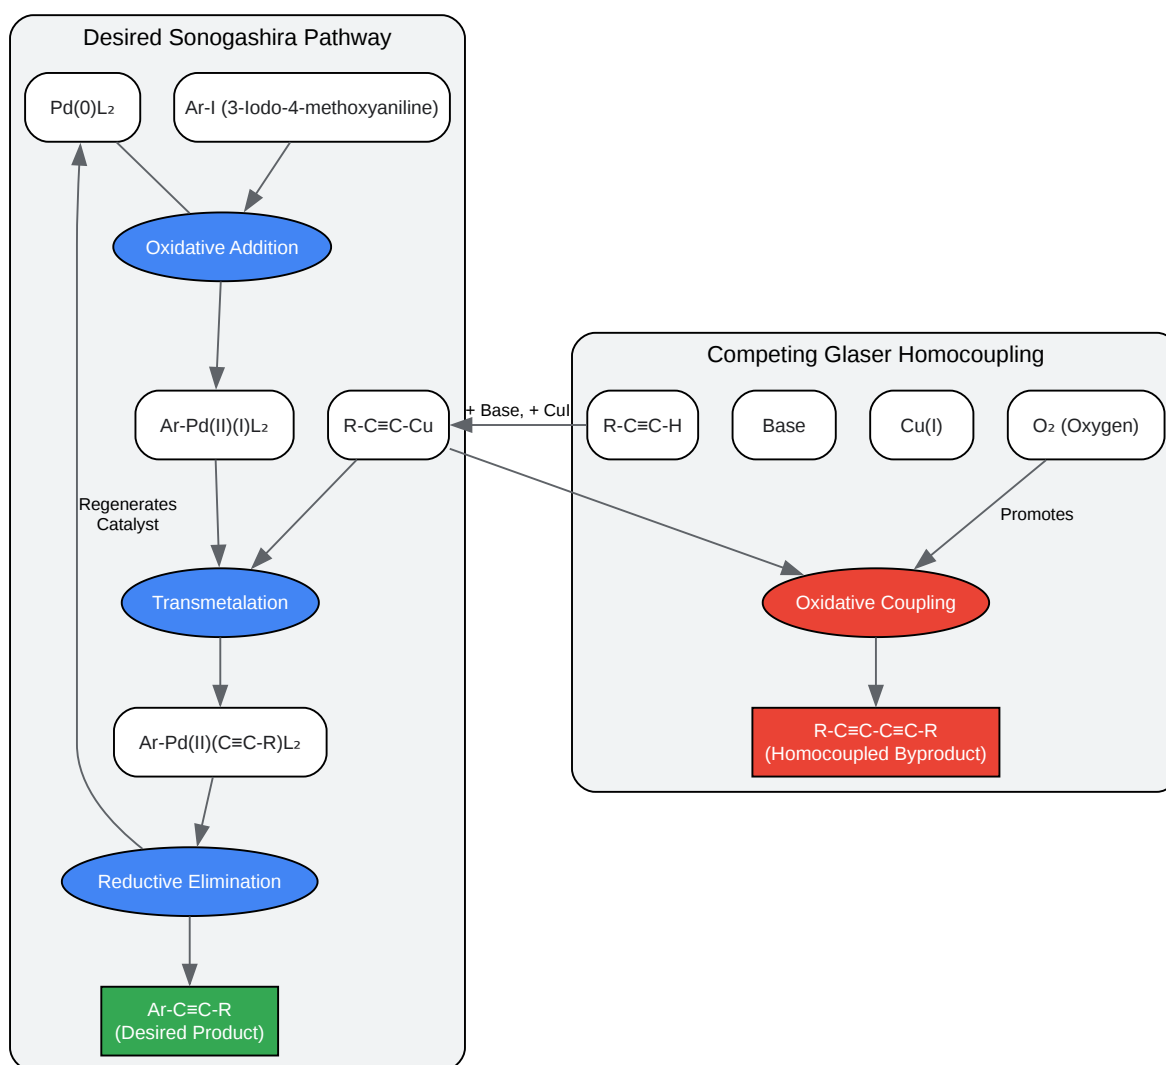 Desired Sonogashira Pathway
Pd(0)L₂
Ar-I (3-Iodo-4-methoxyaniline)
Oxidative Addition
Ar-Pd(II)(I)L₂
R-C≡C-Cu
Regenerates
Catalyst
Transmetalation
Ar-Pd(II)(C≡C-R)L₂
Reductive Elimination
Ar-C≡C-R
(Desired Product)
+ Base, + CuI
Competing Glaser Homocoupling
R-C≡C-H
Base
Cu(I)
O₂ (Oxygen)
Promotes
Oxidative Coupling
R-C≡C-C≡C-R
(Homocoupled Byproduct)